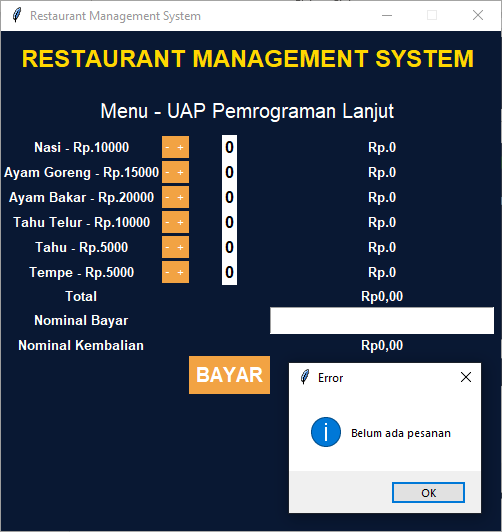 Restaurant Management System
RESTAURANT MANAGEMENT SYSTEM
Menu - UAP Pemrograman Lanjut
Nasi - Rp.10000 - + 0 Rp.0
Ayam Goreng - Rp.15000 - + 0 Rp.0
Ayam Bakar - Rp.20000 - + 0 Rp.0
Tahu Telur - Rp.10000 - + 0 Rp.0
Tahu - Rp.5000 - + 0 Rp.0
Tempe - Rp.5000 - + 0 Rp.0
Total Rp0,00
Nominal Bayar
Nominal Kembalian Rp0,00
BAYAR
Error
Belum ada pesanan
OK